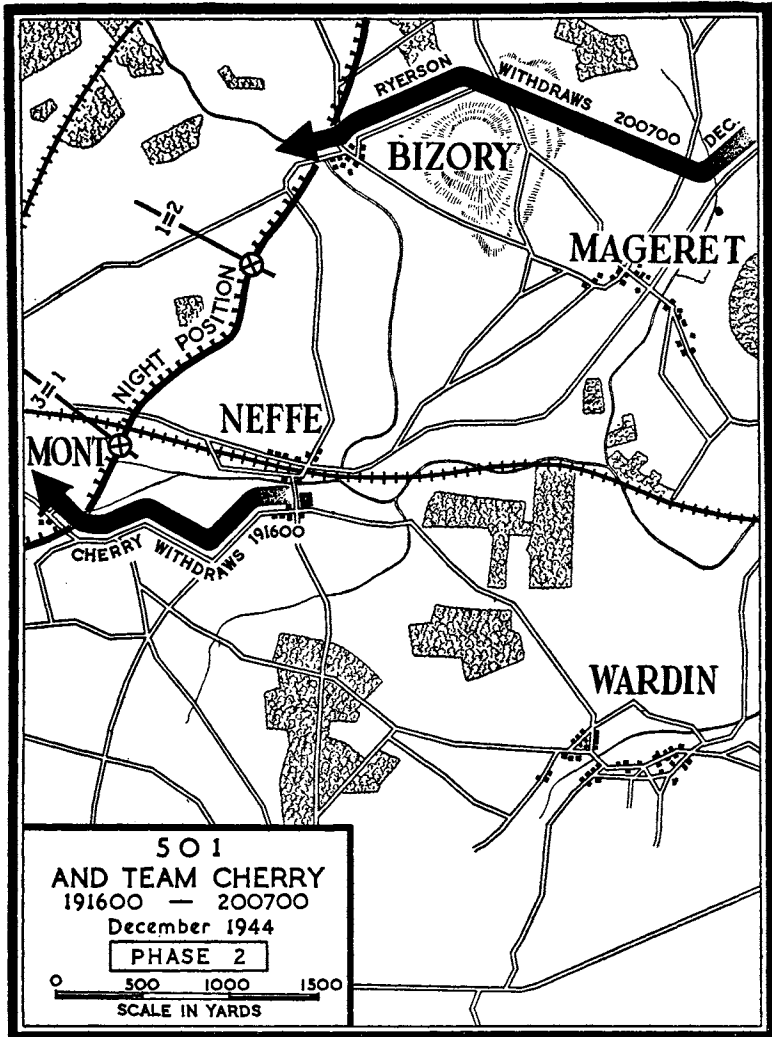 RYERSON WITHDRAWS 200700 DEC.
BIZORY
MAGERET
1=2
NIGHT POSITION
3=1
NEFFE
MONT
CHERRY WITHDRAWS 191600
WARDIN
501
AND TEAM CHERRY
191600 — 200700
December 1944
PHASE 2
0 500 1000 1500
SCALE IN YARDS